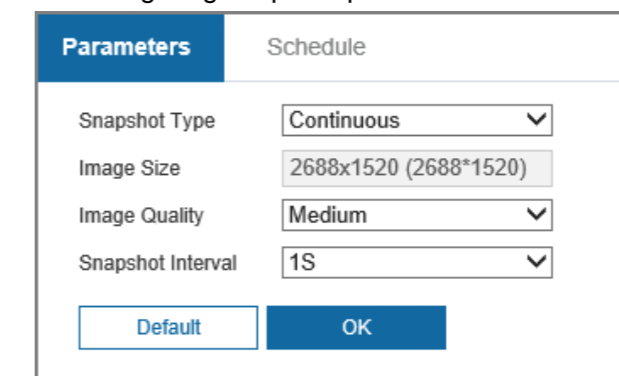 Parameters Schedule
Snapshot Type Continuous
Image Size 2688x1520 (2688*1520)
Image Quality Medium
Snapshot Interval 1S
Default OK